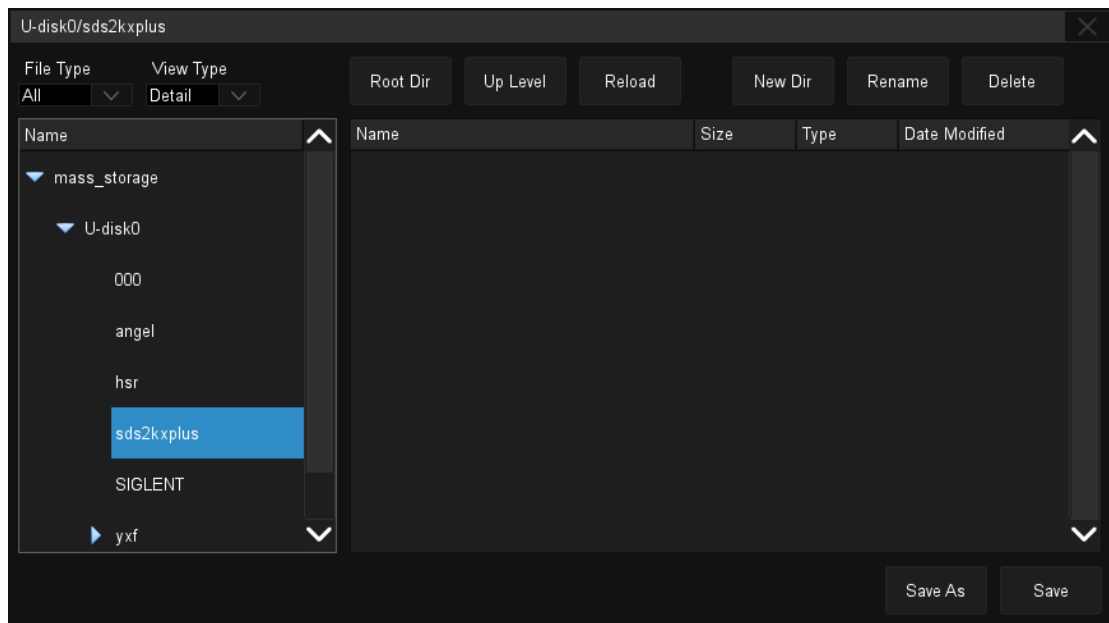 U-disk0/sds2kxplus
File Type View Type
All Detail
Root Dir Up Level Reload New Dir Rename Delete
Name
mass_storage
U-disk0
000
angel
hsr
sds2kxplus
SIGLENT
yxf
Name Size Type Date Modified
Save As Save